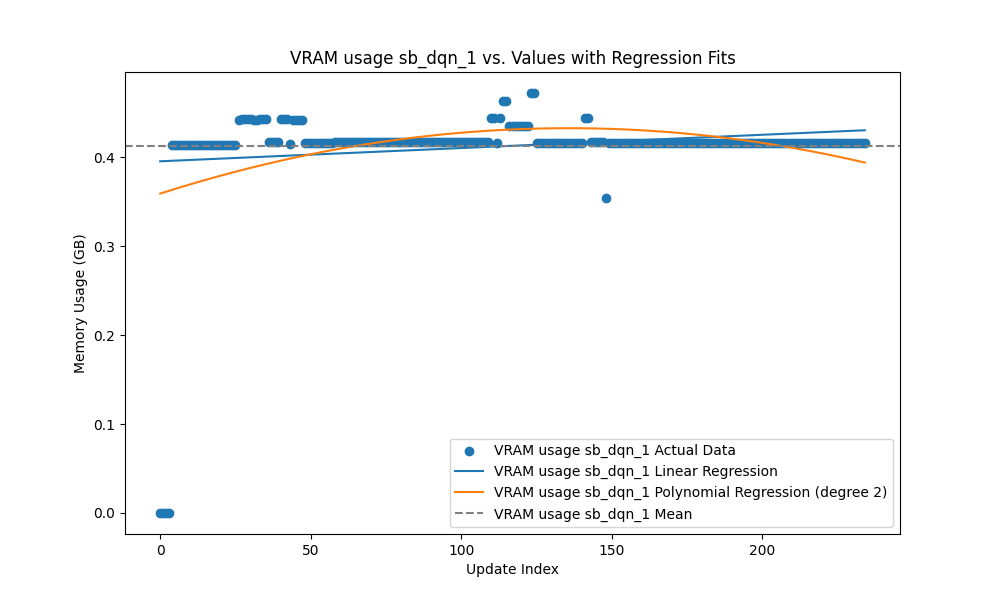 VRAM usage sb_dqn_1 vs. Values with Regression Fits
Memory Usage (GB)
0.4
0.3
0.2
0.1
0.0
VRAM usage sb_dqn_1 Actual Data
VRAM usage sb_dqn_1 Linear Regression
VRAM usage sb_dqn_1 Polynomial Regression (degree 2)
VRAM usage sb_dqn_1 Mean
0 50 100 150 200
Update Index